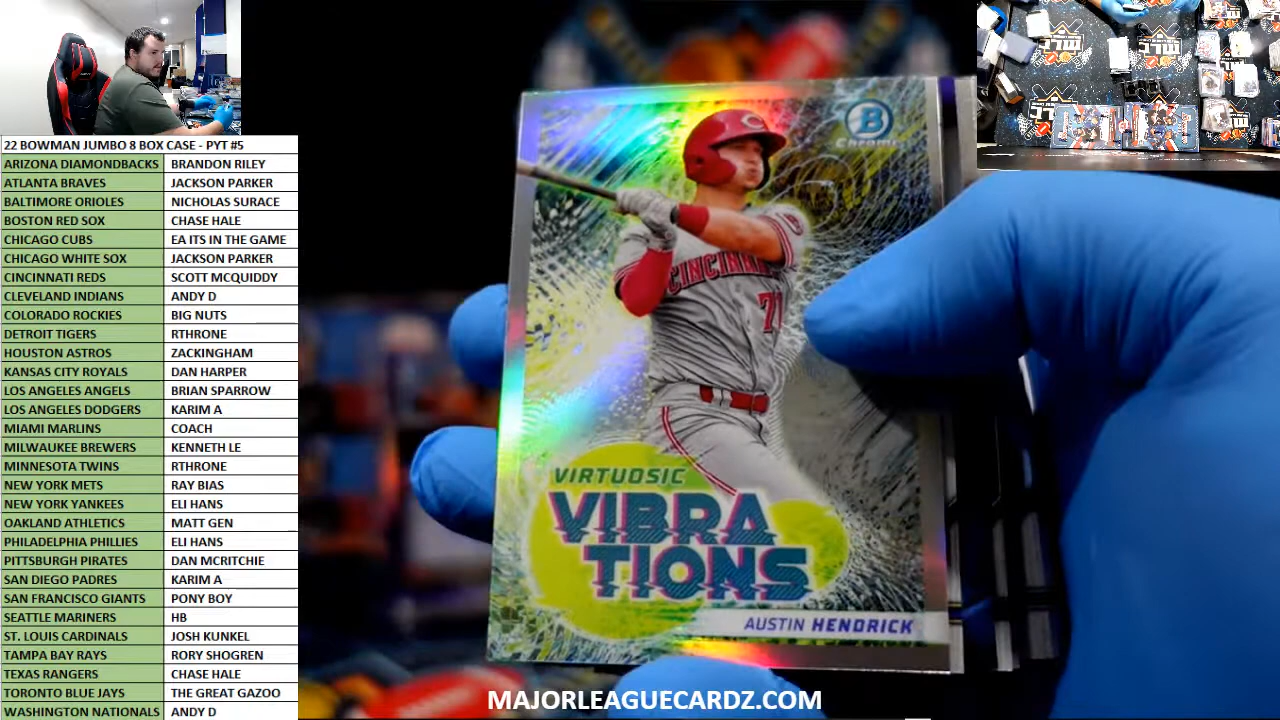 22 BOWMAN JUMBO 8 BOX CASE - PYT #5
ARIZONA DIAMONDBACKS BRANDON RILEY
ATLANTA BRAVES JACKSON PARKER
BALTIMORE ORIOLES NICHOLAS SURACE
BOSTON RED SOX CHASE HALE
CHICAGO CUBS EA ITS IN THE GAME
CHICAGO WHITE SOX JACKSON PARKER
CINCINNATI REDS SCOTT MCQUIDDY
CLEVELAND INDIANS ANDY D
COLORADO ROCKIES BIG NUTS
DETROIT TIGERS RTHRONE
HOUSTON ASTROS ZACKINGHAM
KANSAS CITY ROYALS DAN HARPER
LOS ANGELES ANGELS BRIAN SPARROW
LOS ANGELES DODGERS KARIM A
MIAMI MARLINS COACH
MILWAUKEE BREWERS KENNETH LE
MINNESOTA TWINS RTHRONE
NEW YORK METS RAY BIAS
NEW YORK YANKEES ELI HANS
OAKLAND ATHLETICS MATT GEN
PHILADELPHIA PHILLIES ELI HANS
PITTSBURGH PIRATES DAN MCRITCHIE
SAN DIEGO PADRES KARIM A
SAN FRANCISCO GIANTS PONY BOY
SEATTLE MARINERS HB
ST. LOUIS CARDINALS JOSH KUNKEL
TAMPA BAY RAYS RORY SHOGREN
TEXAS RANGERS CHASE HALE
TORONTO BLUE JAYS THE GREAT GAZOO
WASHINGTON NATIONALS ANDY D
B
Chrome
CINCINNATI
71
VIRTUOSIC
VIBRA
TIONS
AUSTIN HENDRICK
MAJORLEAGUECARDZ.COM